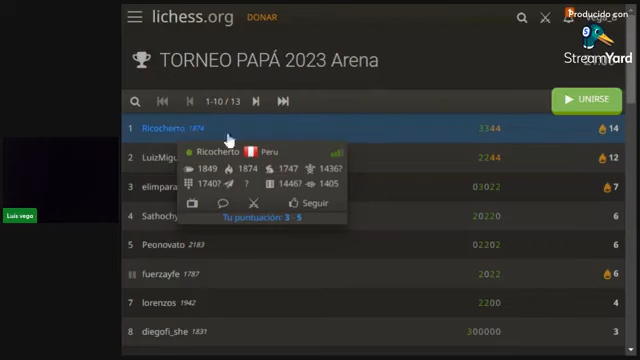 lichess.org DONAR
Producido con
StreamYard
TORNEO PAPÁ 2023 Arena
1-10 / 13 UNIRSE
1 Ricocherto 1874 3344 14
Ricocherto Peru
2 LuizMigu 2244 12
1849 1874 1747 1436?
3 elimpara 03022 7
1740? ? 1446? 1405
4 Sathochy 20220 6
Seguir
Tu puntuación: 3 - 5
5 Peonovato 2183 02202 6
fuerzayfe 1787 2022 6
7 lorenzos 1942 2200 4
8 diegofi_she 1831 300000 3
Luis vega